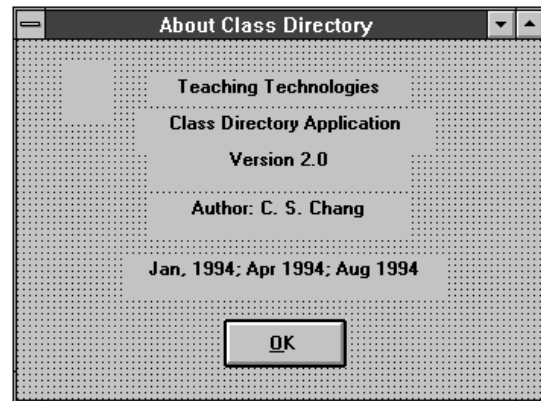 About Class Directory
Teaching Technologies
Class Directory Application
Version 2.0
Author: C. S. Chang
Jan, 1994; Apr 1994; Aug 1994
OK